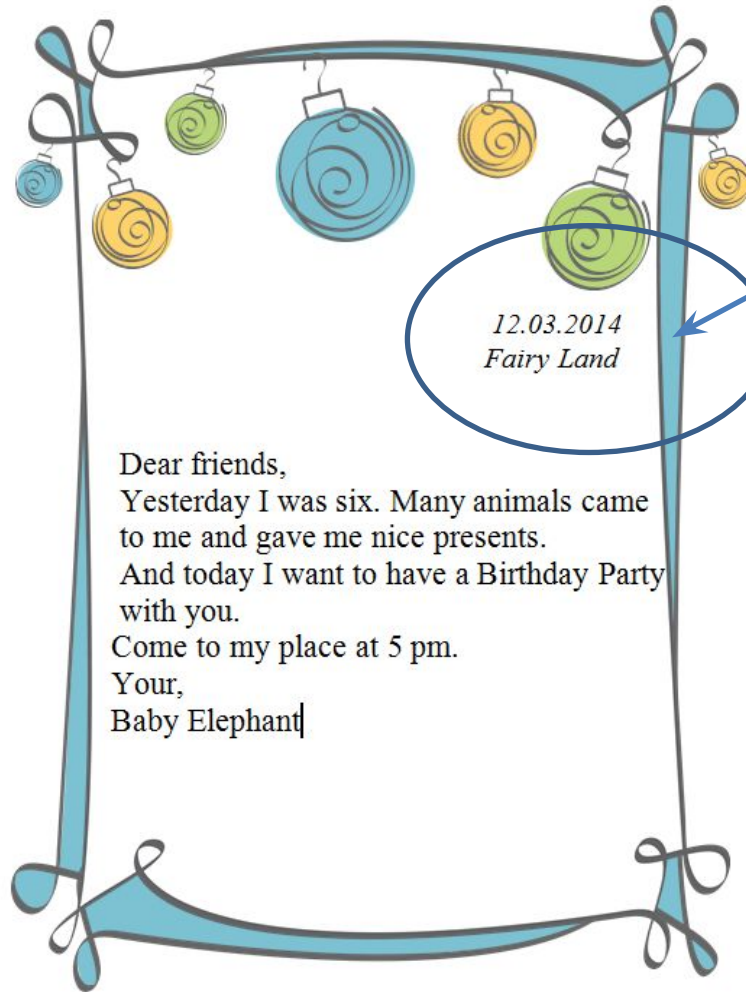 12.03.2014
Fairy Land
Dear friends,
Yesterday I was six. Many animals came
to me and gave me nice presents.
And today I want to have a Birthday Party
with you.
Come to my place at 5 pm.
Your,
Baby Elephant